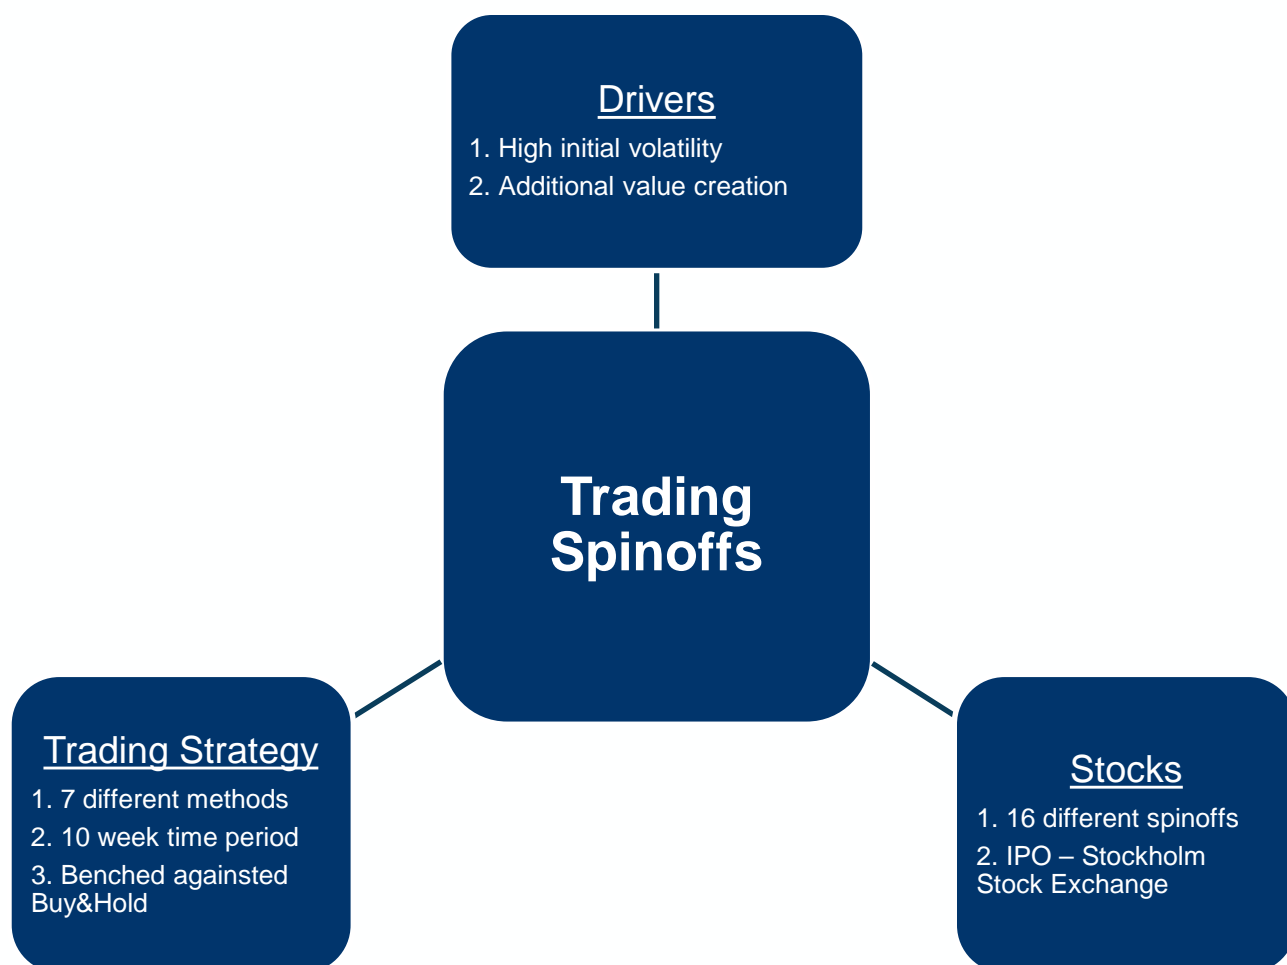 Drivers
1. High initial volatility
2. Additional value creation
Trading
Spinoffs
Trading Strategy
1. 7 different methods
2. 10 week time period
3. Benched againsted
Buy&Hold
Stocks
1. 16 different spinoffs
2. IPO – Stockholm
Stock Exchange